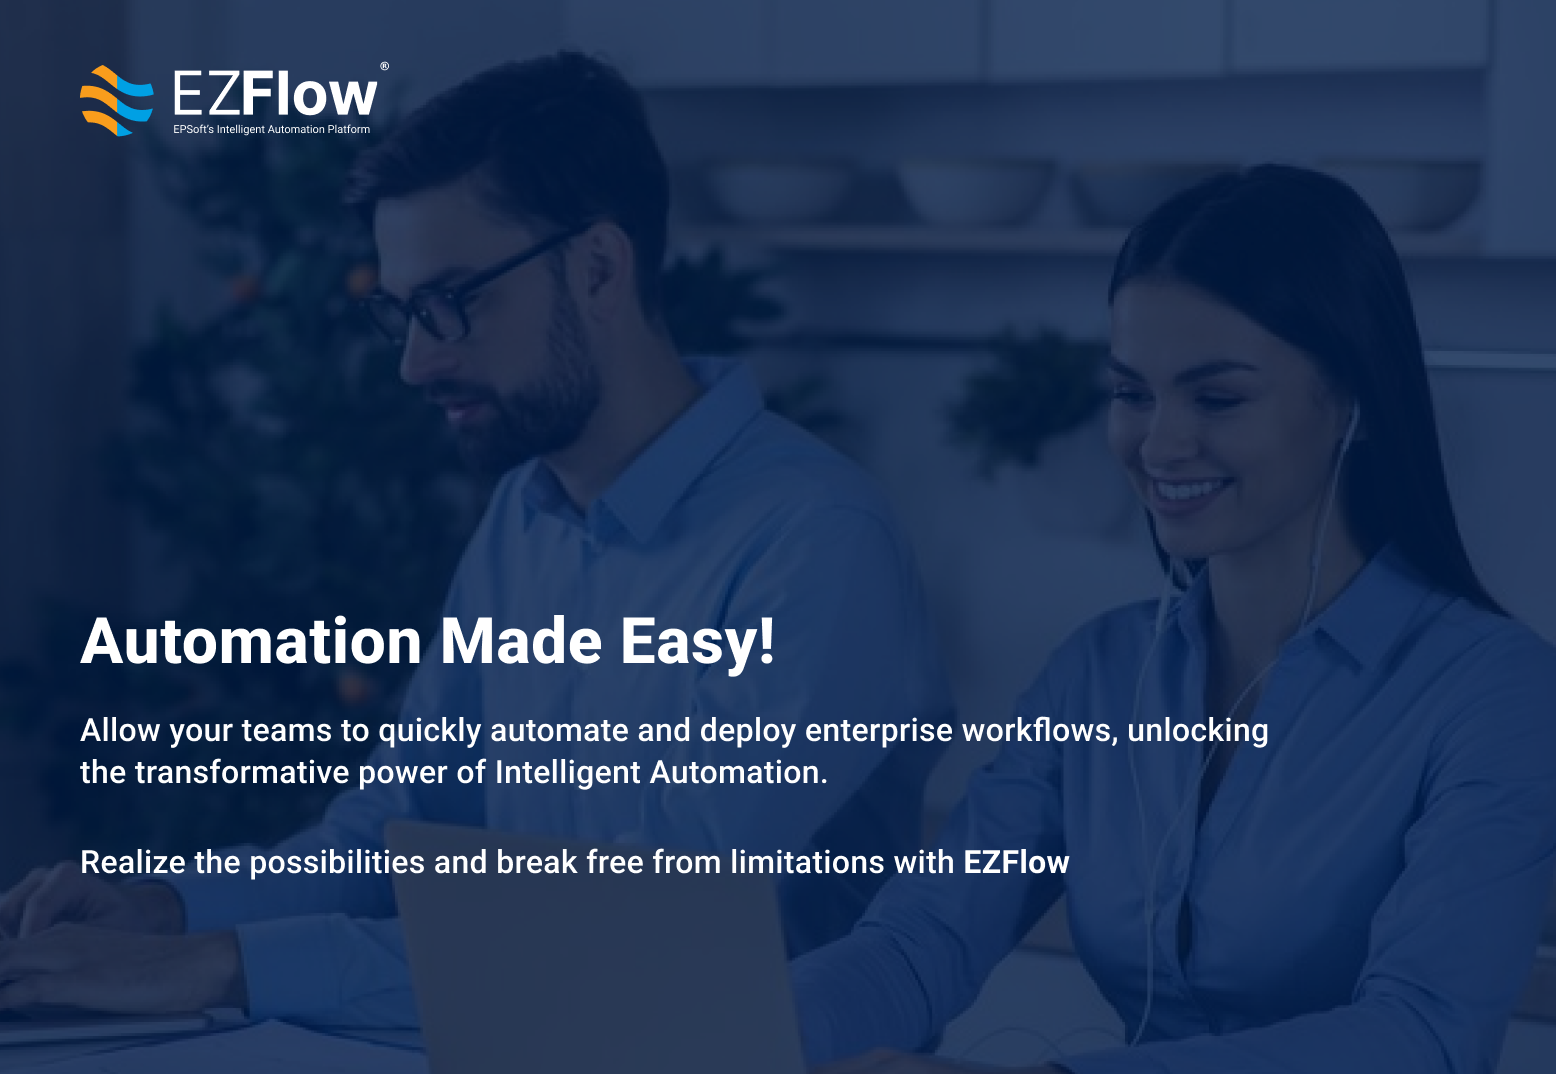 EZFlow®
EPSoft's Intelligent Automation Platform
Automation Made Easy!
Allow your teams to quickly automate and deploy enterprise workflows, unlocking
the transformative power of Intelligent Automation.
Realize the possibilities and break free from limitations with EZFlow